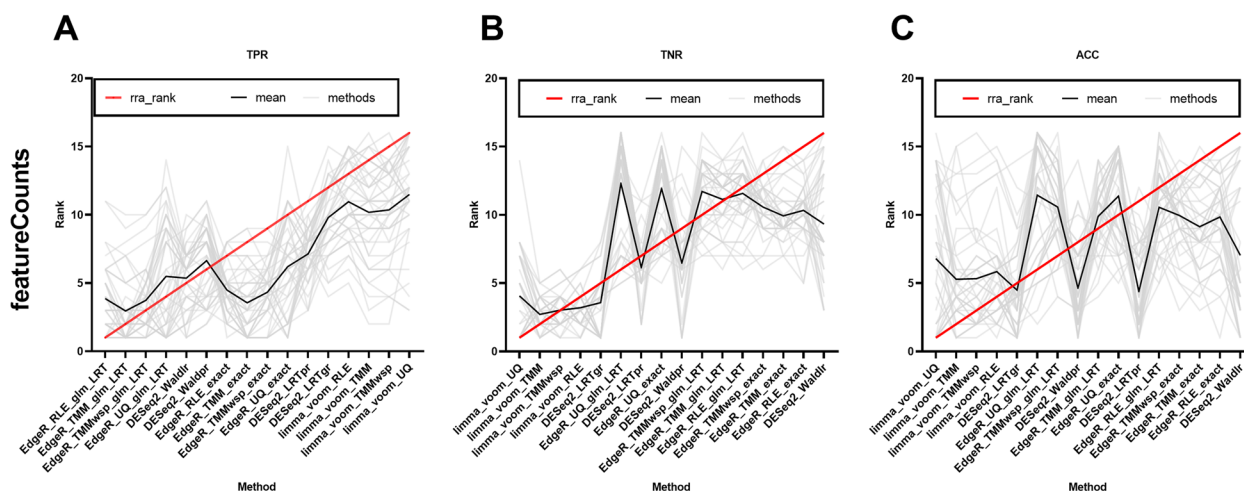 featureCounts
A
TPR
rra_rank
mean
methods
20
15
10
5
0
Rank
EdgeR_RLE_glm_LRT
EdgeR_TMM_glm_LRT
EdgeR_TMMwsp_glm_LRT
EdgeR_UQ_glm_LRT
DESeq2_Waldlr
DESeq2_Waldpr
EdgeR_RLE_exact
EdgeR_TMM_exact
EdgeR_TMMwsp_exact
EdgeR_UQ_exact
DESeq2_LRTpr
DESeq2_LRTgr
limma_voom_RLE
limma_voom_TMM
limma_voom_TMMwsp
limma_voom_UQ
Method
B
TNR
rra_rank
mean
methods
20
15
10
5
0
Rank
limma_voom_UQ
limma_voom_TMM
limma_voom_TMMwsp
limma_voom_RLE
DESeq2_LRTgr
EdgeR_UQ_glm_LRT
DESeq2_LRTpr
EdgeR_UQ_exact
DESeq2_Waldpr
EdgeR_TMMwsp_glm_LRT
EdgeR_TMM_glm_LRT
EdgeR_RLE_glm_LRT
EdgeR_TMMwsp_exact
EdgeR_TMM_exact
EdgeR_RLE_exact
DESeq2_Waldlr
Method
C
ACC
rra_rank
mean
methods
20
15
10
5
0
Rank
limma_voom_UQ
limma_voom_TMM
limma_voom_TMMwsp
limma_voom_RLE
DESeq2_LRTgr
EdgeR_UQ_glm_LRT
EdgeR_TMMwsp_glm_LRT
DESeq2_Waldpr
EdgeR_TMM_glm_LRT
EdgeR_UQ_exact
DESeq2_LRTpr
EdgeR_RLE_glm_LRT
EdgeR_TMMwsp_exact
EdgeR_TMM_exact
EdgeR_RLE_exact
DESeq2_Waldlr
Method